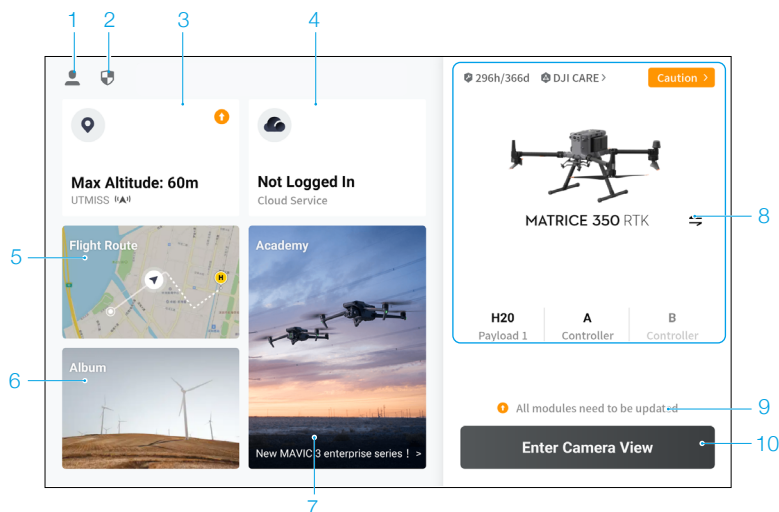 1
2
3
4
296h/366d
DJI CARE >
Caution >
Max Altitude: 60m
UTMISS
Not Logged In
Cloud Service
MATRICE 350 RTK
8
5
Flight Route
H
Academy
H20
Payload 1
A
Controller
B
Controller
6
Album
All modules need to be updated
9
New MAVIC 3 enterprise series ! >
Enter Camera View
10
7